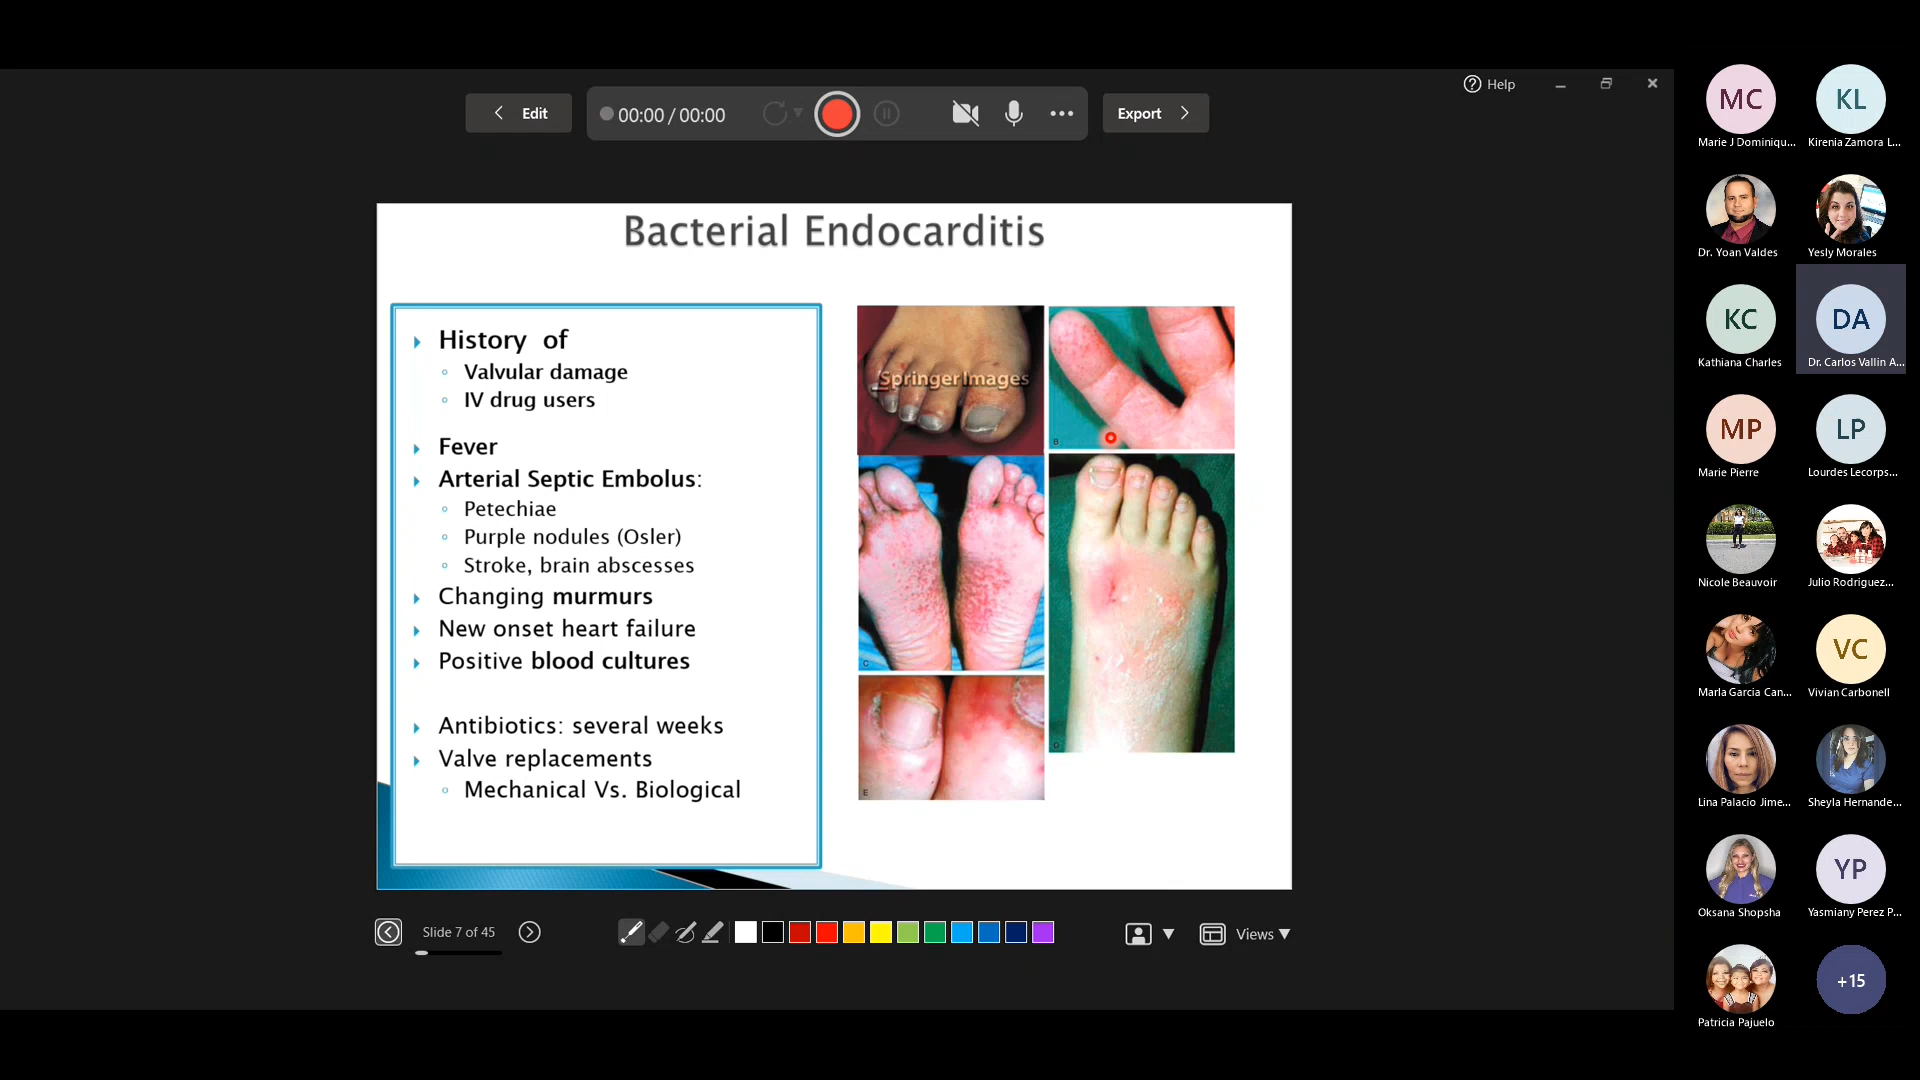 Help
Edit
00:00 / 00:00
Export
Bacterial Endocarditis
History of
Valvular damage
IV drug users
Fever
Arterial Septic Embolus:
Petechiae
Purple nodules (Osler)
Stroke, brain abscesses
Changing murmurs
New onset heart failure
Positive blood cultures
Antibiotics: several weeks
Valve replacements
Mechanical Vs. Biological
Springer Images
B
C
D
E
Slide 7 of 45
Views
MC
Marie J Dominiqu...
KL
Kirenia Zamora L...
Dr. Yoan Valdes
Yesly Morales
KC
Kathiana Charles
DA
Dr. Carlos Vallin A...
MP
Marie Pierre
LP
Lourdes Lecorps...
Nicole Beauvoir
Julio Rodriguez...
Marla Garcia Can...
VC
Vivian Carbonell
Lina Palacio Jime...
Sheyla Hernande...
Oksana Shopsha
YP
Yasmiany Perez P...
Patricia Pajuelo
+15